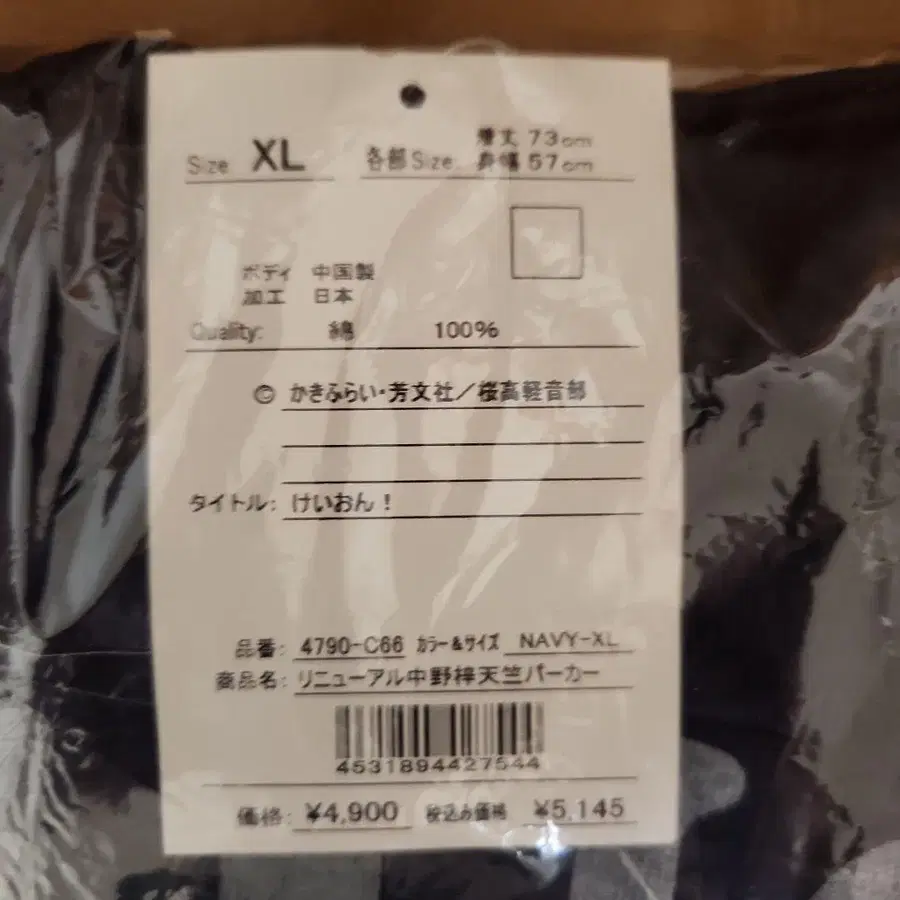 Size XL 各部Size 着丈 73cm
身幅 57cm
ボディ 中国製
加工 日本
Quality: 綿 100%
© かきふらい・芳文社／桜高軽音部
タイトル: けいおん！
品番: 4790-C66 カラー&サイズ NAVY-XL
商品名: リニューアル中野梓天竺パーカー
4531894427544
価格: ¥4,900 税込み価格 ¥5,145